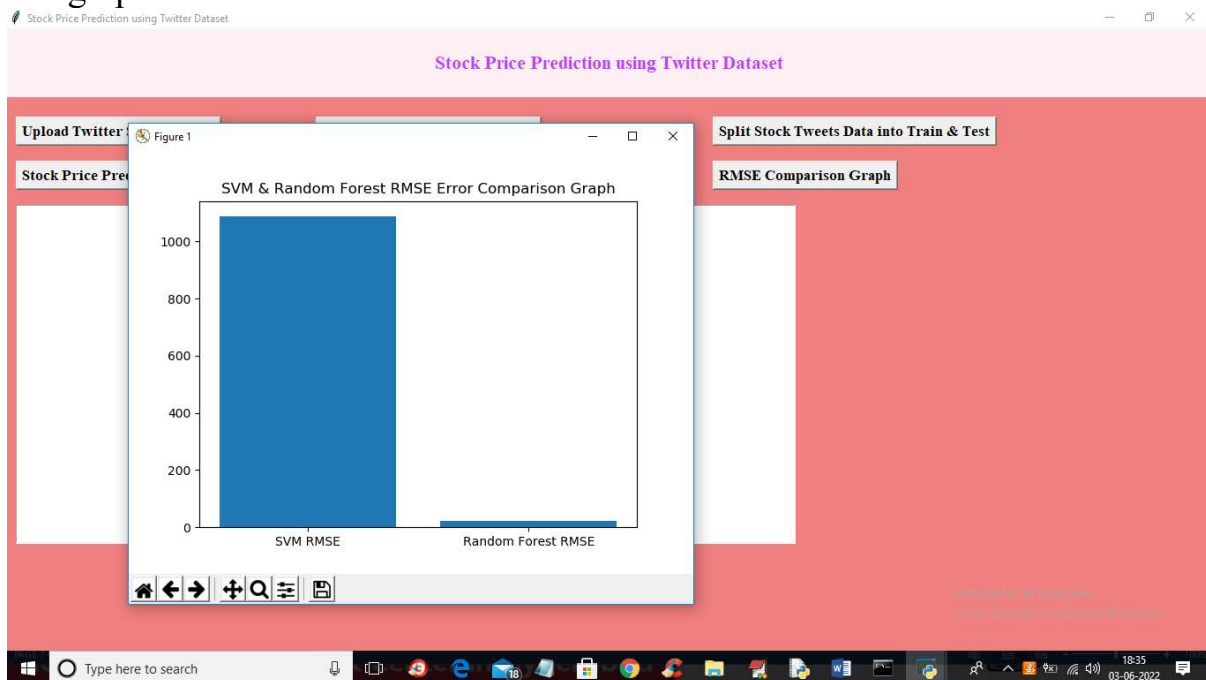 Stock Price Prediction using Twitter Dataset
Stock Price Prediction using Twitter Dataset
Upload Twitter
Split Stock Tweets Data into Train & Test
Figure 1
Stock Price Pre
RMSE Comparison Graph
SVM & Random Forest RMSE Error Comparison Graph
1000
800
600
400
200
0
SVM RMSE
Random Forest RMSE
Activate Windows
Type here to search
18
18:35
03-06-2022